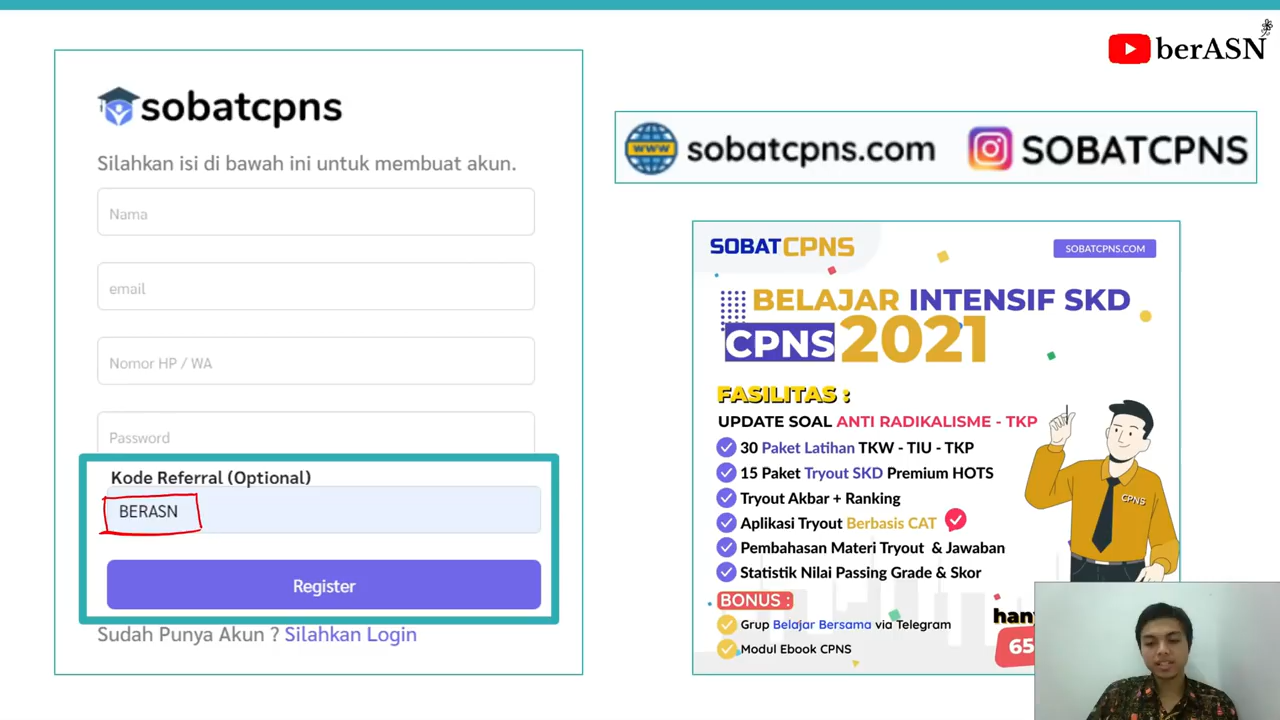 berASN
sobatcpns
Silahkan isi di bawah ini untuk membuat akun.
Nama
email
Nomor HP / WA
Password
Kode Referral (Optional)
BERASN
Register
Sudah Punya Akun ? Silahkan Login
www
sobatcpns.com
SOBATCPNS
SOBATCPNS
SOBATCPNS.COM
BELAJAR INTENSIF SKD
CPNS 2021
FASILITAS :
UPDATE SOAL ANTI RADIKALISME - TKP
30 Paket Latihan TKW - TIU - TKP
15 Paket Tryout SKD Premium HOTS
Tryout Akbar + Ranking
Aplikasi Tryout Berbasis CAT
Pembahasan Materi Tryout & Jawaban
Statistik Nilai Passing Grade & Skor
BONUS :
Grup Belajar Bersama via Telegram
Modul Ebook CPNS
CPNS